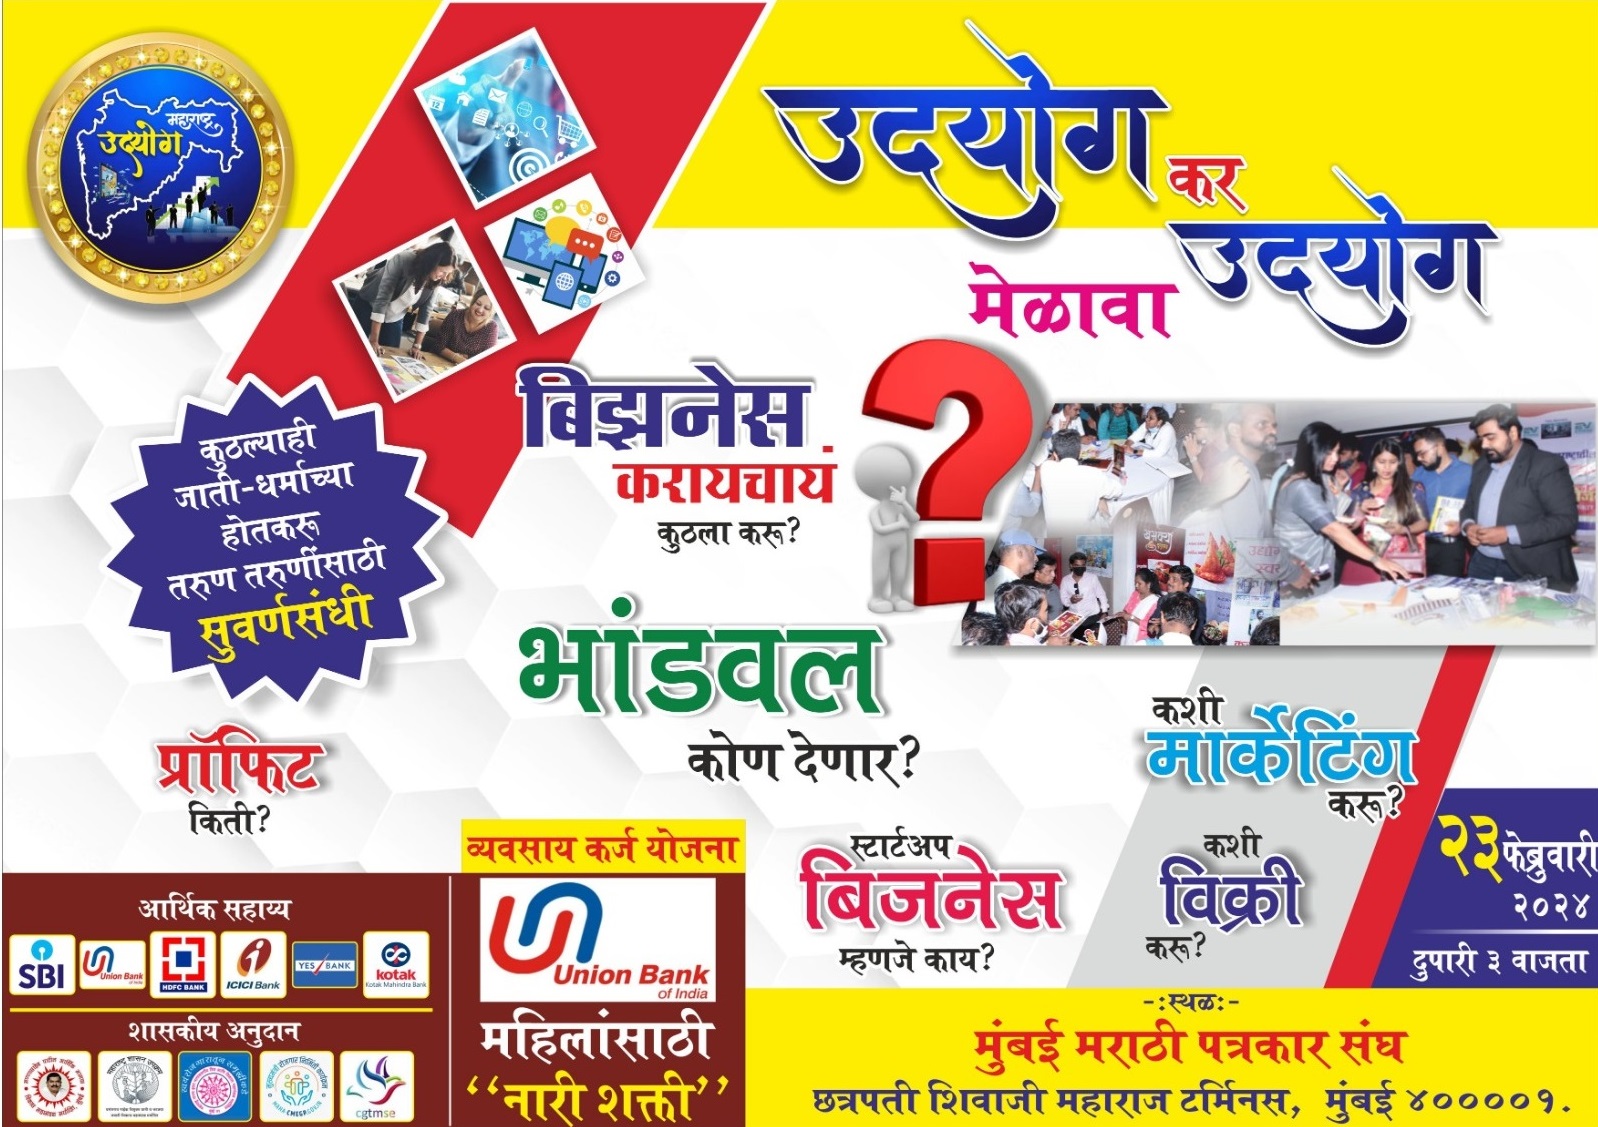 महाराष्ट्र
उदयोग
उदयोग कर उदयोग
मेळावा
बिझनेस
करायचायं
कुठला करू?
कुठल्याही
जाती-धर्माच्या
होतकरू
तरुण तरुणींसाठी
सुवर्णसंधी
भांडवल
कोण देणार?
प्रॉफिट
किती?
कशी
मार्केटिंग
करू?
स्टार्टअप
बिजनेस
म्हणजे काय?
कशी
विक्री
करू?
२३ फेब्रुवारी
२०२४
दुपारी ३ वाजता
व्यवसाय कर्ज योजना
Union Bank
of India
महिलांसाठी
“नारी शक्ती”
आर्थिक सहाय्य
SBI
Union Bank
of India
HDFC BANK
ICICI Bank
YES BANK
kotak
Kotak Mahindra Bank
शासकीय अनुदान
cgtmse
-:स्थळ:-
मुंबई मराठी पत्रकार संघ
छत्रपती शिवाजी महाराज टर्मिनस, मुंबई ४००००१.